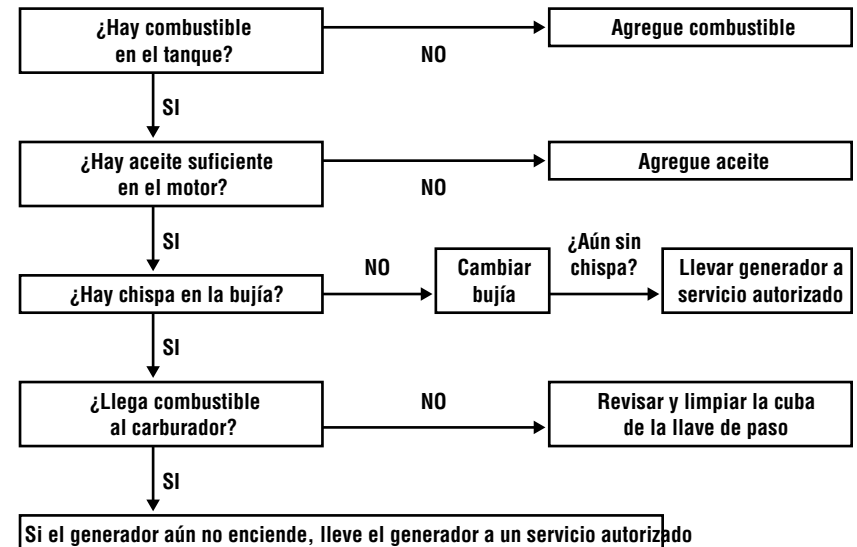 ¿Hay combustible
en el tanque?
NO
Agregue combustible
SI
¿Hay aceite suficiente
en el motor?
NO
Agregue aceite
SI
¿Hay chispa en la bujía?
NO
Cambiar
bujía
¿Aún sin
chispa?
Llevar generador a
servicio autorizado
SI
¿Llega combustible
al carburador?
NO
Revisar y limpiar la cuba
de la llave de paso
SI
Si el generador aún no enciende, lleve el generador a un servicio autorizado